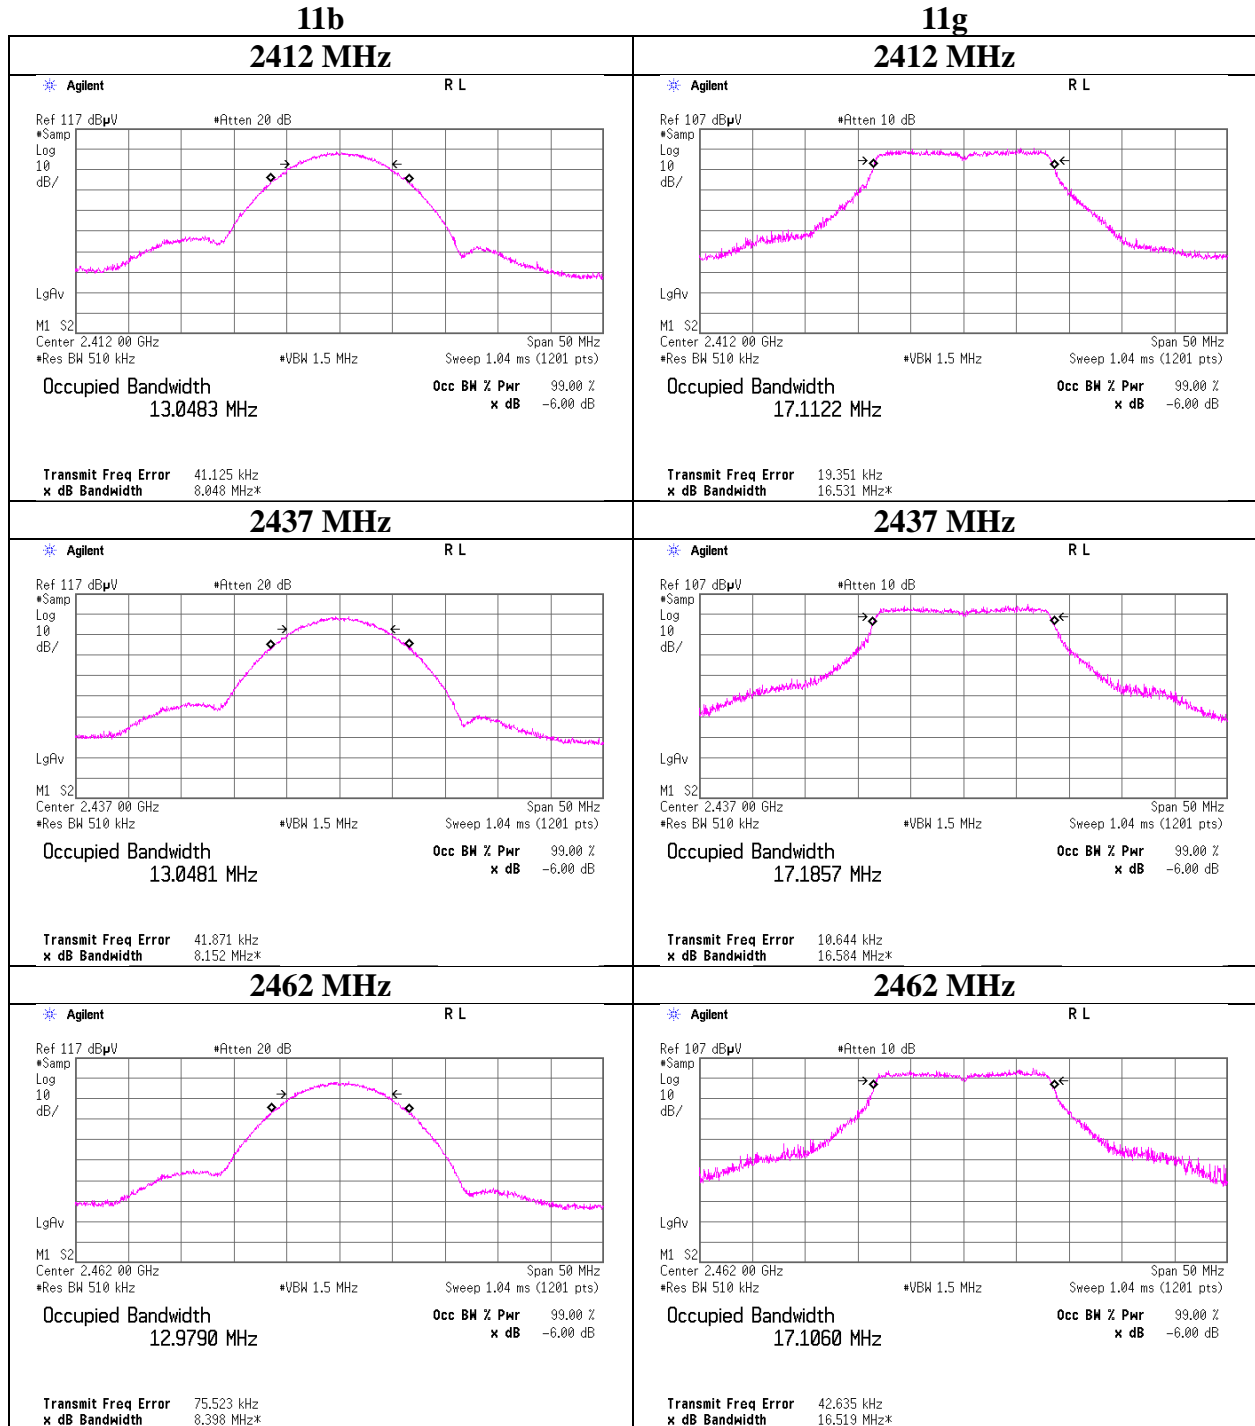 11b 11g
2412 MHz 2412 MHz
Agilent R L
Ref 117 dBµV #Atten 20 dB
#Samp
Log
10
dB/
LgAv
M1 S2
Center 2.412 00 GHz Span 50 MHz
#Res BW 510 kHz #VBW 1.5 MHz Sweep 1.04 ms (1201 pts)
Occupied Bandwidth Occ BW % Pwr 99.00 %
13.0483 MHz x dB -6.00 dB
Transmit Freq Error 41.125 kHz
x dB Bandwidth 8.048 MHz*
Agilent R L
Ref 107 dBµV #Atten 10 dB
#Samp
Log
10
dB/
LgAv
M1 S2
Center 2.412 00 GHz Span 50 MHz
#Res BW 510 kHz #VBW 1.5 MHz Sweep 1.04 ms (1201 pts)
Occupied Bandwidth Occ BW % Pwr 99.00 %
17.1122 MHz x dB -6.00 dB
Transmit Freq Error 19.351 kHz
x dB Bandwidth 16.531 MHz*
2437 MHz 2437 MHz
Agilent R L
Ref 117 dBµV #Atten 20 dB
#Samp
Log
10
dB/
LgAv
M1 S2
Center 2.437 00 GHz Span 50 MHz
#Res BW 510 kHz #VBW 1.5 MHz Sweep 1.04 ms (1201 pts)
Occupied Bandwidth Occ BW % Pwr 99.00 %
13.0481 MHz x dB -6.00 dB
Transmit Freq Error 41.871 kHz
x dB Bandwidth 8.152 MHz*
Agilent R L
Ref 107 dBµV #Atten 10 dB
#Samp
Log
10
dB/
LgAv
M1 S2
Center 2.437 00 GHz Span 50 MHz
#Res BW 510 kHz #VBW 1.5 MHz Sweep 1.04 ms (1201 pts)
Occupied Bandwidth Occ BW % Pwr 99.00 %
17.1857 MHz x dB -6.00 dB
Transmit Freq Error 10.644 kHz
x dB Bandwidth 16.584 MHz*
2462 MHz 2462 MHz
Agilent R L
Ref 117 dBµV #Atten 20 dB
#Samp
Log
10
dB/
LgAv
M1 S2
Center 2.462 00 GHz Span 50 MHz
#Res BW 510 kHz #VBW 1.5 MHz Sweep 1.04 ms (1201 pts)
Occupied Bandwidth Occ BW % Pwr 99.00 %
12.9790 MHz x dB -6.00 dB
Transmit Freq Error 75.523 kHz
x dB Bandwidth 8.398 MHz*
Agilent R L
Ref 107 dBµV #Atten 10 dB
#Samp
Log
10
dB/
LgAv
M1 S2
Center 2.462 00 GHz Span 50 MHz
#Res BW 510 kHz #VBW 1.5 MHz Sweep 1.04 ms (1201 pts)
Occupied Bandwidth Occ BW % Pwr 99.00 %
17.1060 MHz x dB -6.00 dB
Transmit Freq Error 42.635 kHz
x dB Bandwidth 16.519 MHz*